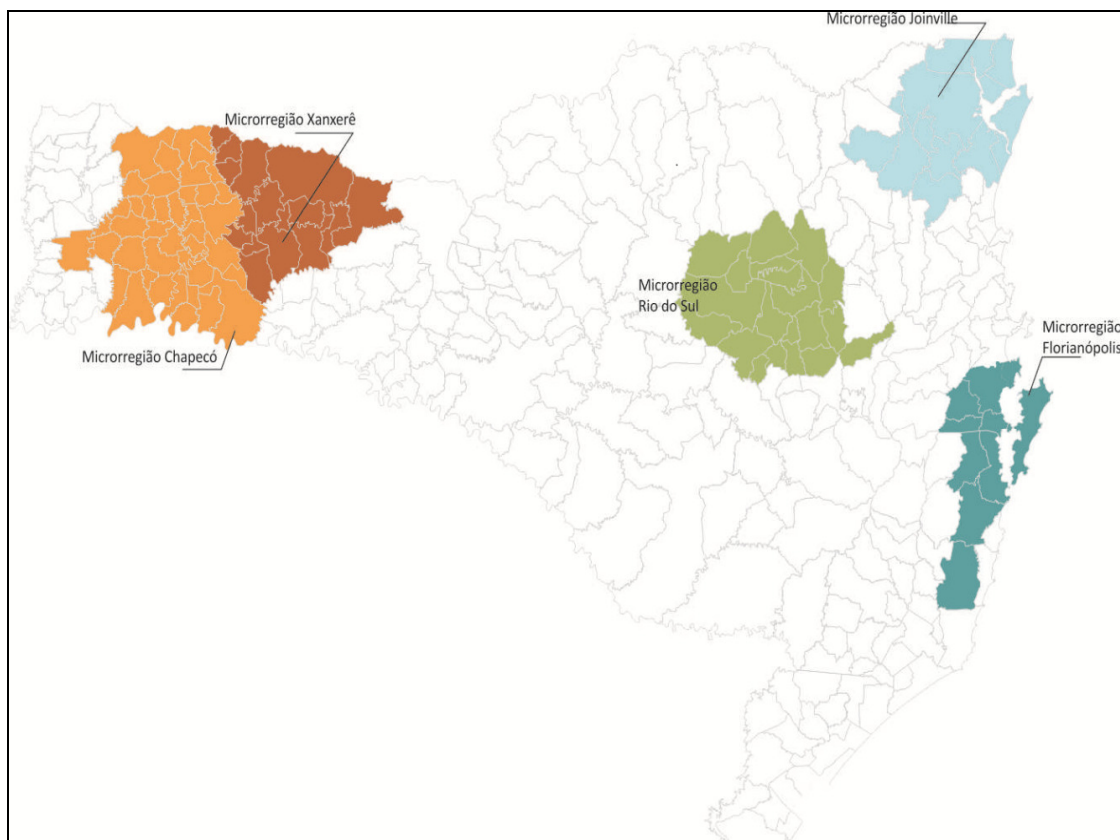 Microrregião Joinville
Microrregião Xanxerê
Microrregião
Rio do Sul
Microrregião
Florianópolis
Microrregião Chapecó